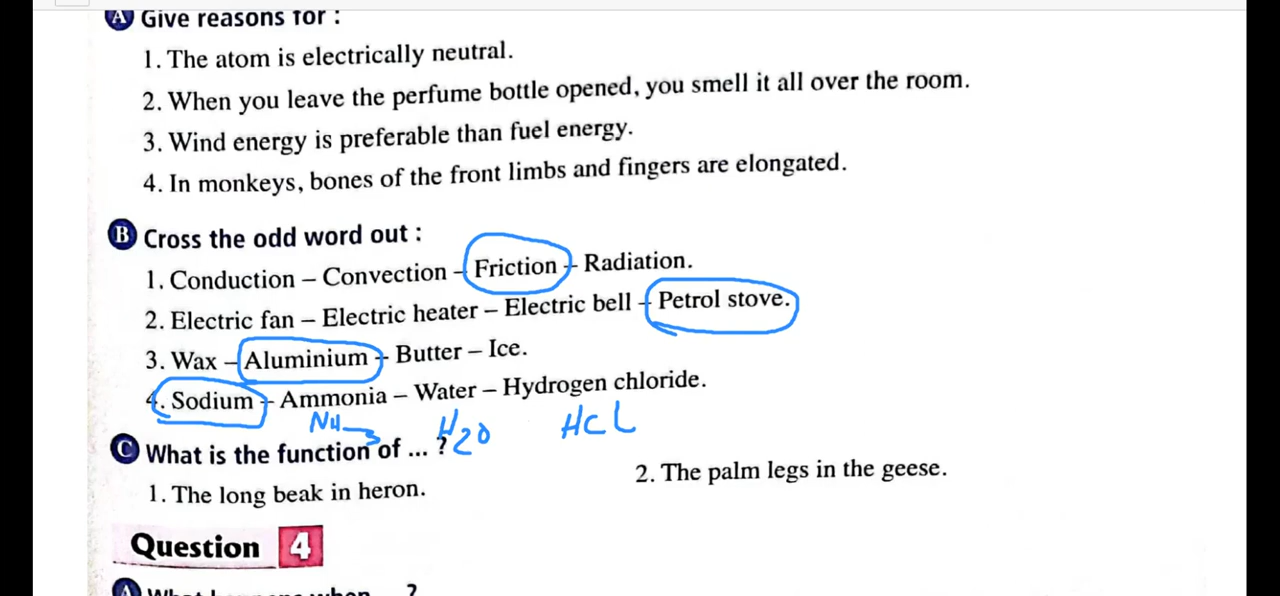 A Give reasons for :
1. The atom is electrically neutral.
2. When you leave the perfume bottle opened, you smell it all over the room.
3. Wind energy is preferable than fuel energy.
4. In monkeys, bones of the front limbs and fingers are elongated.
B Cross the odd word out :
1. Conduction – Convection – Friction – Radiation.
2. Electric fan – Electric heater – Electric bell – Petrol stove.
3. Wax – Aluminium – Butter – Ice.
4. Sodium – Ammonia – Water – Hydrogen chloride.
NH3 H2O HCL
C What is the function of ... ?
1. The long beak in heron.
2. The palm legs in the geese.
Question 4
A What happens when ... ?